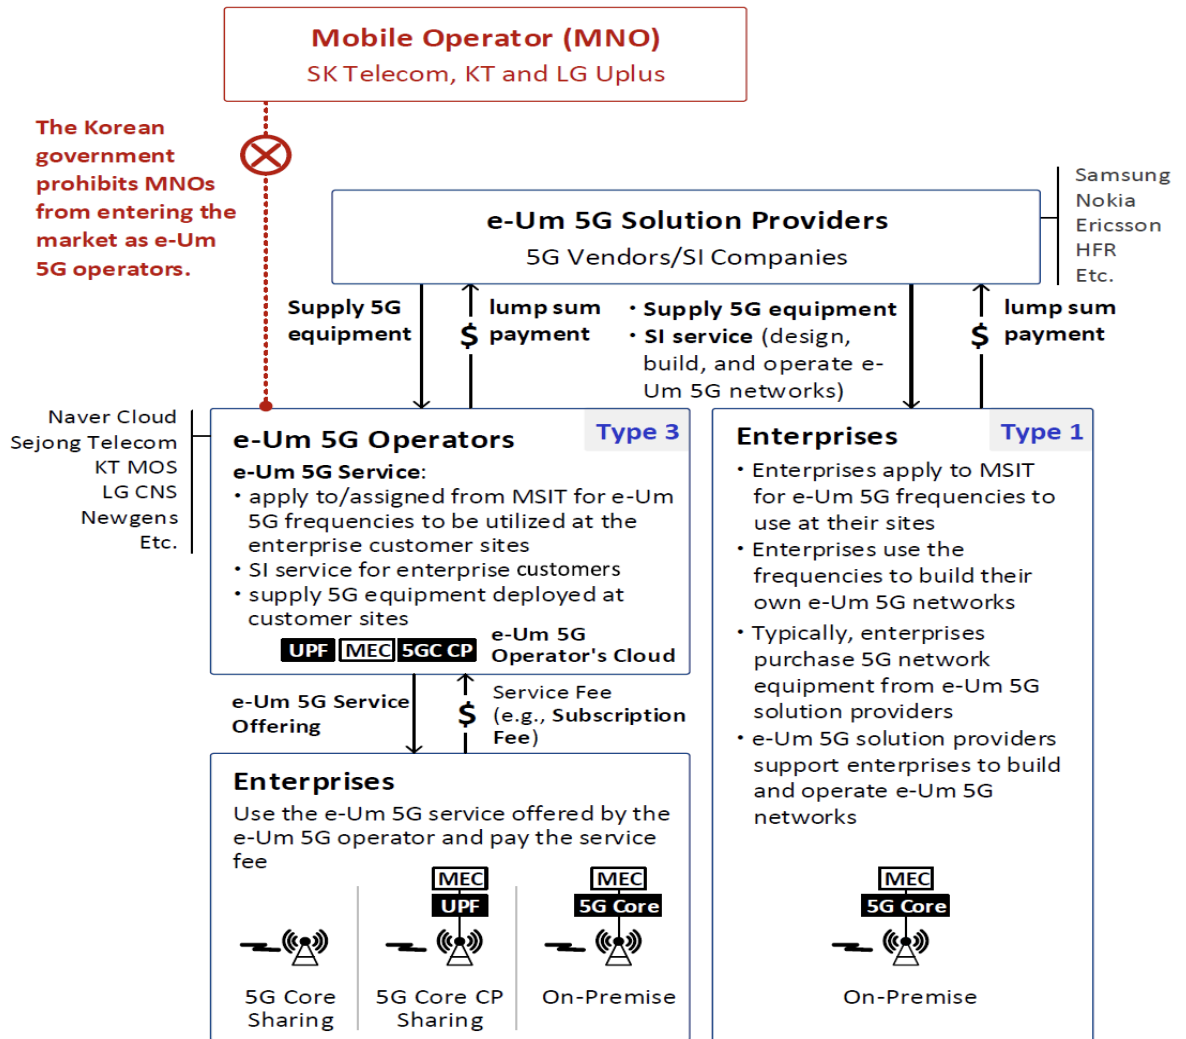 Mobile Operator (MNO)
SK Telecom, KT and LG Uplus
The Korean
government
prohibits MNOs
from entering the
market as e-Um
5G operators.
e-Um 5G Solution Providers
5G Vendors/SI Companies
Samsung
Nokia
Ericsson
HFR
Etc.
Supply 5G
equipment
$
lump sum
payment
· Supply 5G equipment
· SI service (design,
build, and operate e-
Um 5G networks)
$
lump sum
payment
Naver Cloud
Sejong Telecom
KT MOS
LG CNS
Newgens
Etc.
e-Um 5G Operators
Type 3
e-Um 5G Service:
· apply to/assigned from MSIT for e-Um
5G frequencies to be utilized at the
enterprise customer sites
· SI service for enterprise customers
· supply 5G equipment deployed at
customer sites
UPF MEC 5GC CP
e-Um 5G
Operator's Cloud
e-Um 5G Service
Offering
$
Service Fee
(e.g., Subscription
Fee)
Enterprises
Use the e-Um 5G service offered by the
e-Um 5G operator and pay the service
fee
5G Core
Sharing
MEC
UPF
5G Core CP
Sharing
MEC
5G Core
On-Premise
Enterprises
Type 1
· Enterprises apply to MSIT
for e-Um 5G frequencies to
use at their sites
· Enterprises use the
frequencies to build their
own e-Um 5G networks
· Typically, enterprises
purchase 5G network
equipment from e-Um 5G
solution providers
· e-Um 5G solution providers
support enterprises to build
and operate e-Um 5G
networks
MEC
5G Core
On-Premise